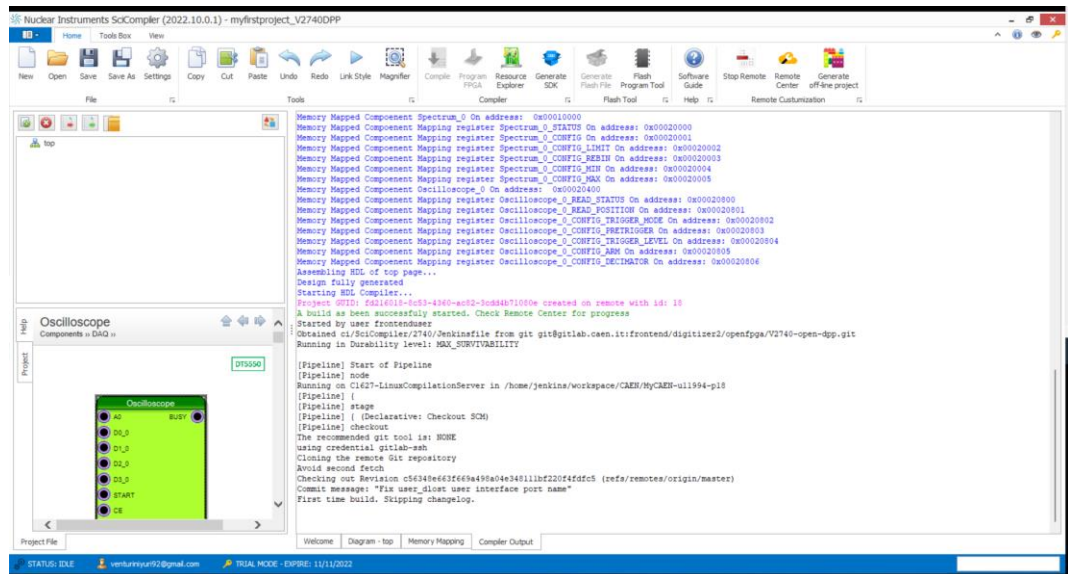 Nuclear Instruments SciCompiler (2022.10.0.1) - myfirstproject_V2740DPP
Home Tools Box View
New Open Save Save As Settings Copy Cut Paste Undo Redo Link Style Magnifier Compile Program FPGA Resource Explorer Generate SDK Generate Flash File Flash Program Tool Software Guide Stop Remote Remote Center Generate off-line project
File Tools Compiler Flash Tool Help Remote Custumization
top
Help
Project
Oscilloscope
Components » DAQ »
DT5550
Oscilloscope
A0 BUSY
D0_0
D1_0
D2_0
D3_0
START
CE
Project File
Memory Mapped Compoenent Spectrum_0 On address: 0x00010000
Memory Mapped Compoenent Mapping register Spectrum_0_STATUS On address: 0x00020000
Memory Mapped Compoenent Mapping register Spectrum_0_CONFIG On address: 0x00020001
Memory Mapped Compoenent Mapping register Spectrum_0_CONFIG_LIMIT On address: 0x00020002
Memory Mapped Compoenent Mapping register Spectrum_0_CONFIG_REBIN On address: 0x00020003
Memory Mapped Compoenent Mapping register Spectrum_0_CONFIG_MIN On address: 0x00020004
Memory Mapped Compoenent Mapping register Spectrum_0_CONFIG_MAX On address: 0x00020005
Memory Mapped Compoenent Oscilloscope_0 On address: 0x00020400
Memory Mapped Compoenent Mapping register Oscilloscope_0_READ_STATUS On address: 0x00020800
Memory Mapped Compoenent Mapping register Oscilloscope_0_READ_POSITION On address: 0x00020801
Memory Mapped Compoenent Mapping register Oscilloscope_0_CONFIG_TRIGGER_MODE On address: 0x00020802
Memory Mapped Compoenent Mapping register Oscilloscope_0_CONFIG_PRETRIGGER On address: 0x00020803
Memory Mapped Compoenent Mapping register Oscilloscope_0_CONFIG_TRIGGER_LEVEL On address: 0x00020804
Memory Mapped Compoenent Mapping register Oscilloscope_0_CONFIG_ARM On address: 0x00020805
Memory Mapped Compoenent Mapping register Oscilloscope_0_CONFIG_DECIMATOR On address: 0x00020806
Assembling HDL of top page...
Design fully generated
Starting HDL Compiler...
Project GUID: fd216018-8c53-4360-ac82-3cdd4b71080e created on remote with id: 18
A build as been successfuly started. Check Remote Center for progress
Started by user frontenduser
Obtained ci/SciCompiler/2740/Jenkinsfile from git git@gitlab.caen.it:frontend/digitizer2/openfpga/V2740-open-dpp.git
Running in Durability level: MAX_SURVIVABILITY
[Pipeline] Start of Pipeline
[Pipeline] node
Running on C1627-LinuxCompilationServer in /home/jenkins/workspace/CAEN/MyCAEN-u11994-p18
[Pipeline] {
[Pipeline] stage
[Pipeline] { (Declarative: Checkout SCM)
[Pipeline] checkout
The recommended git tool is: NONE
using credential gitlab-ssh
Cloning the remote Git repository
Avoid second fetch
Checking out Revision c56348e663f669a498a04e348111bf220f4fdfc5 (refs/remotes/origin/master)
Commit message: "Fix user_dlost user interface port name"
First time build. Skipping changelog.
Welcome Diagram - top Memory Mapping Compiler Output
STATUS: IDLE venturiniyuri92@gmail.com TRIAL MODE - EXPIRE: 11/11/2022